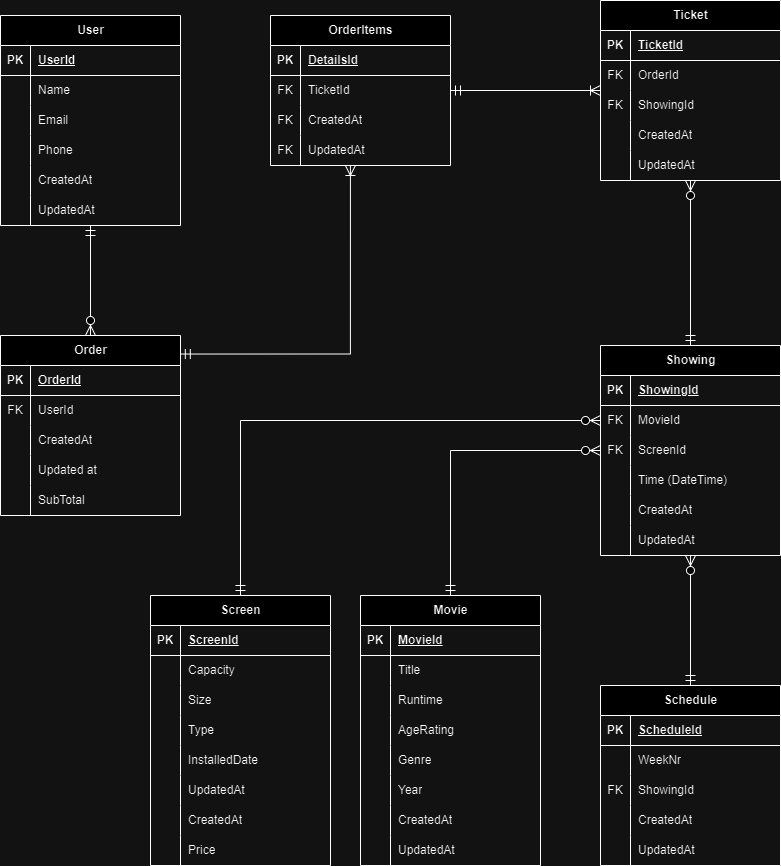 User
PK UserId
Name
Email
Phone
CreatedAt
UpdatedAt
OrderItems
PK DetailsId
FK TicketId
FK CreatedAt
FK UpdatedAt
Ticket
PK TicketId
FK OrderId
FK ShowingId
CreatedAt
UpdatedAt
Order
PK OrderId
FK UserId
CreatedAt
Updated at
SubTotal
Showing
PK ShowingId
FK MovieId
FK ScreenId
Time (DateTime)
CreatedAt
UpdatedAt
Screen
PK ScreenId
Capacity
Size
Type
InstalledDate
UpdatedAt
CreatedAt
Price
Movie
PK MovieId
Title
Runtime
AgeRating
Genre
Year
CreatedAt
UpdatedAt
Schedule
PK ScheduleId
WeekNr
FK ShowingId
CreatedAt
UpdatedAt